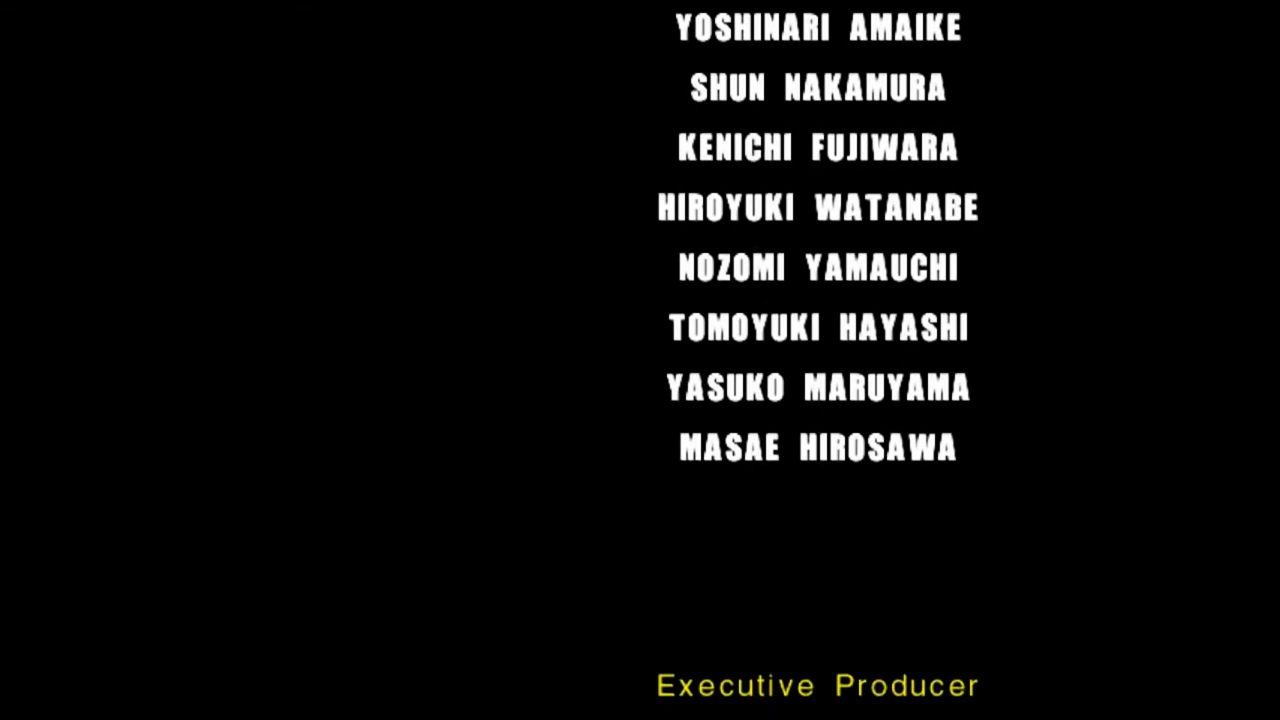 YOSHINARI AMAIKE
SHUN NAKAMURA
KENICHI FUJIWARA
HIROYUKI WATANABE
NOZOMI YAMAUCHI
TOMOYUKI HAYASHI
YASUKO MARUYAMA
MASAE HIROSAWA
Executive Producer